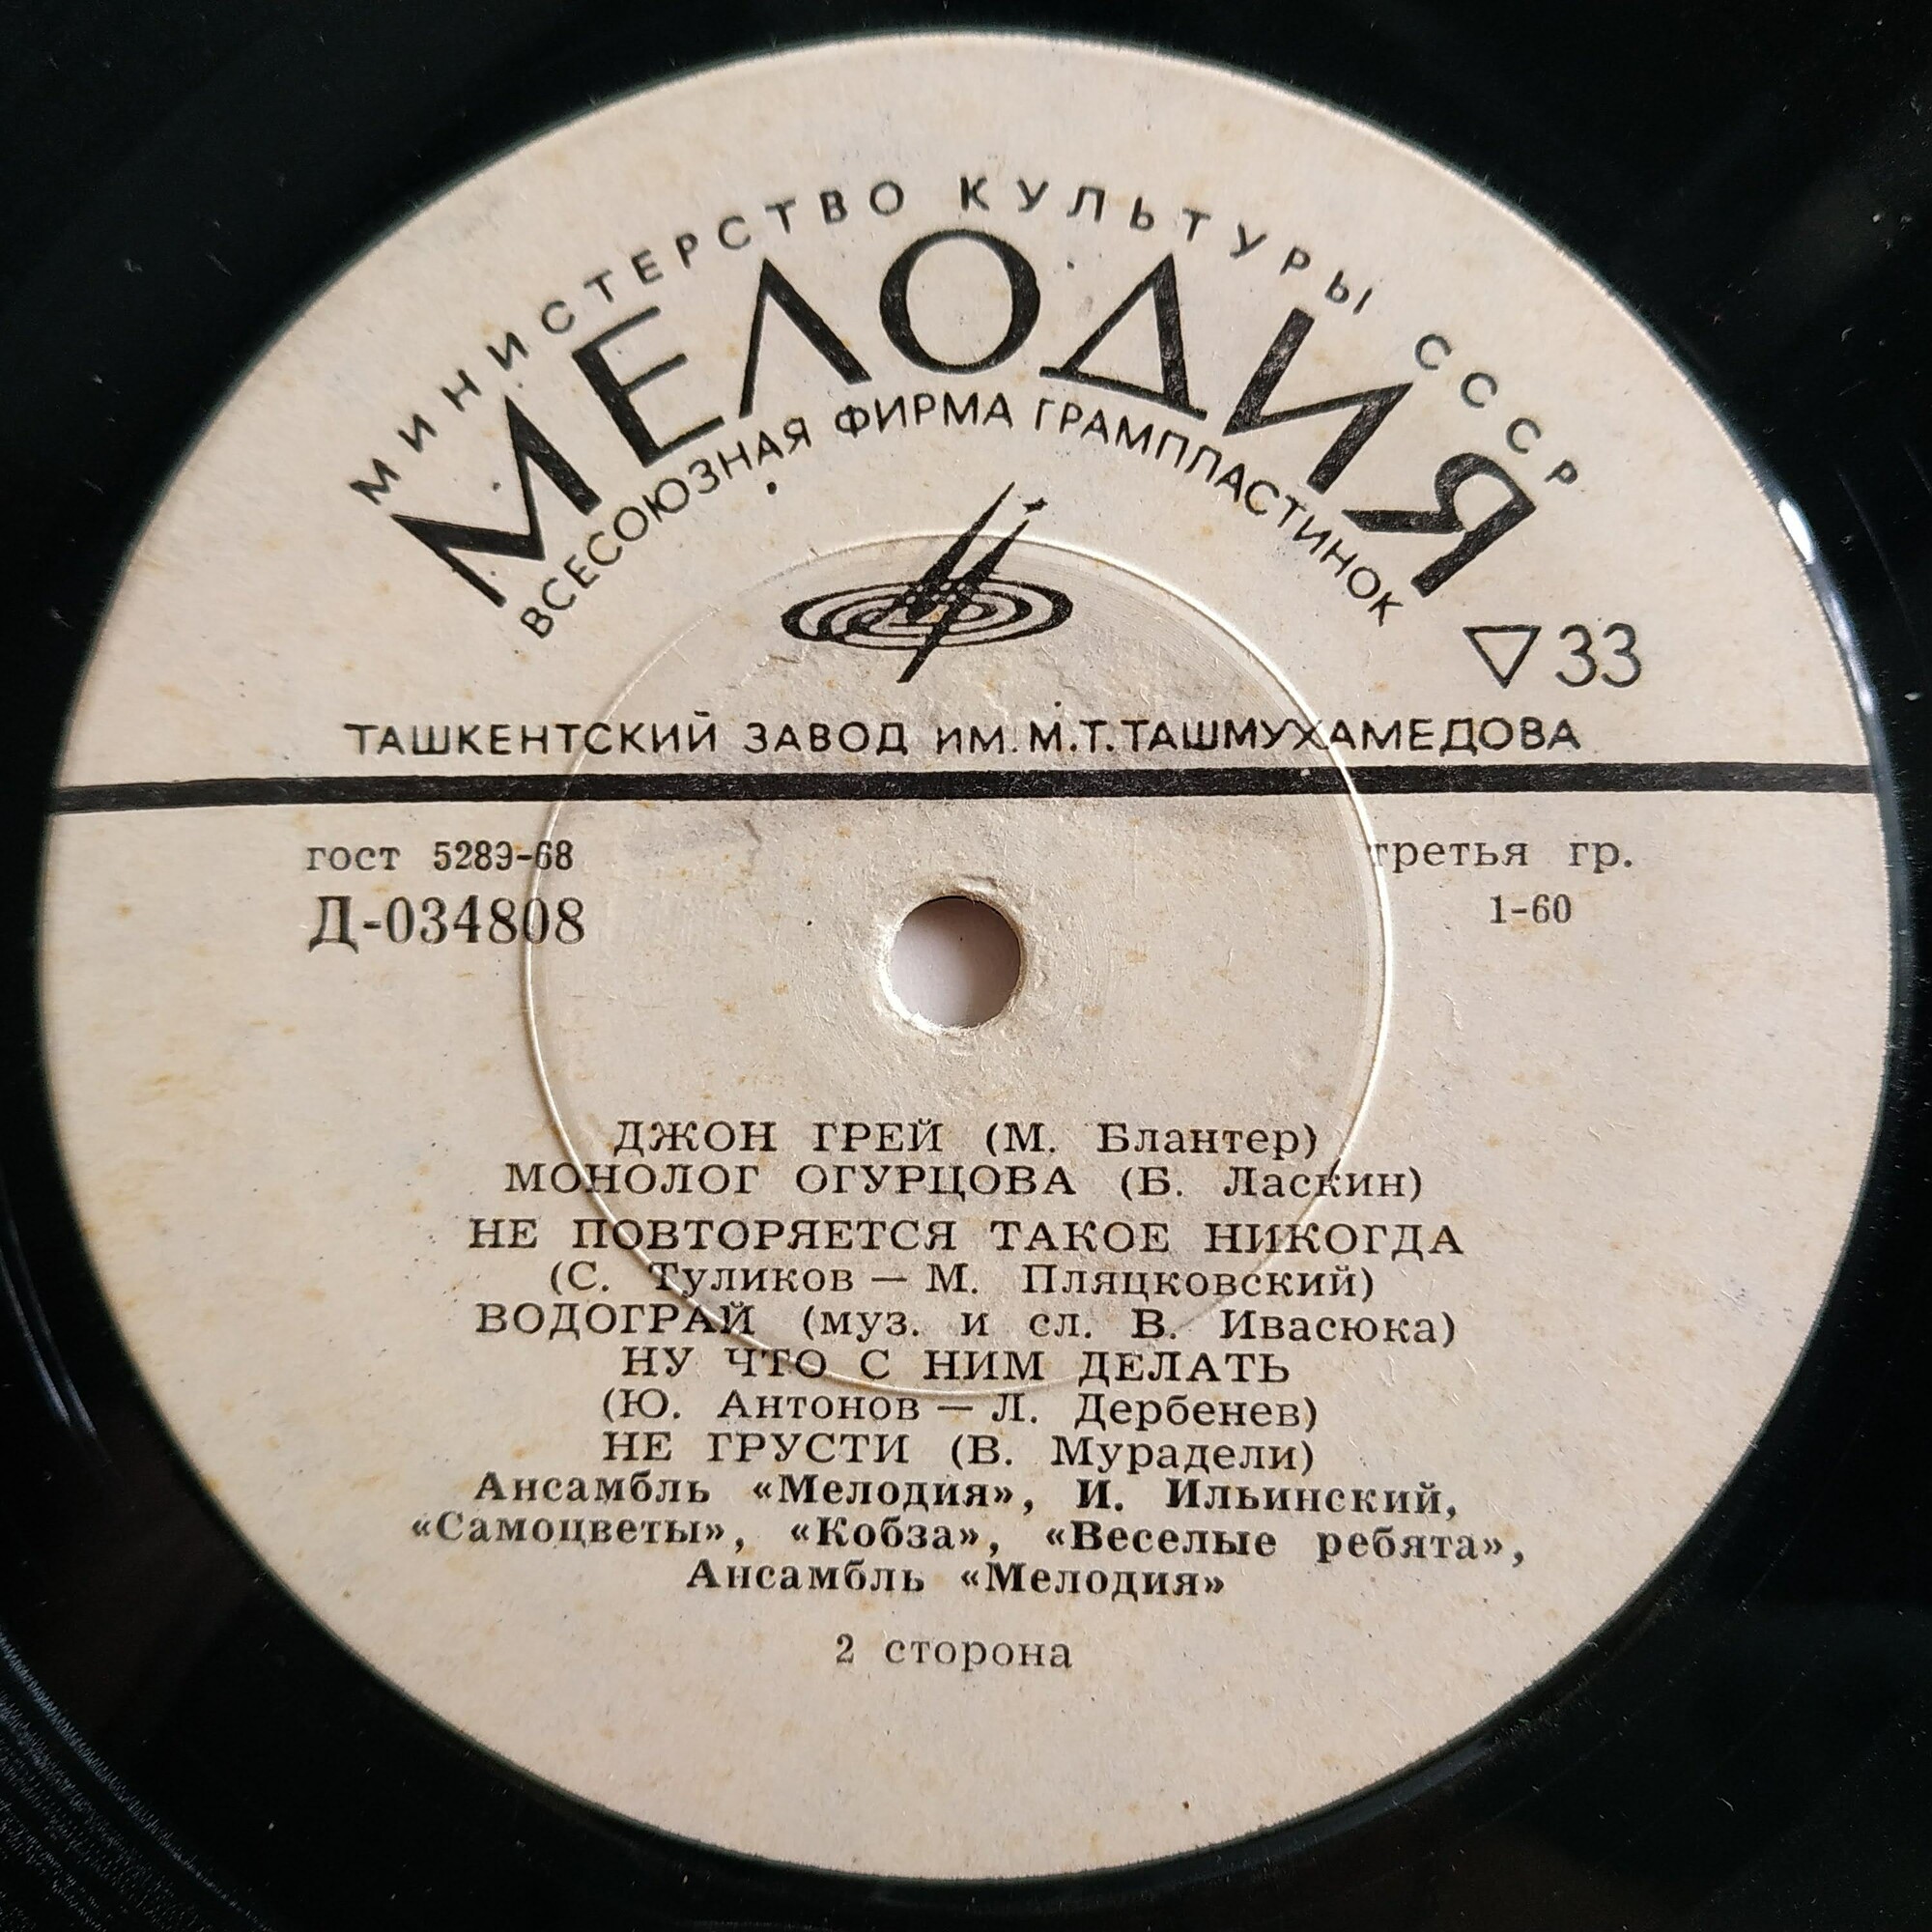 МИНИСТЕРСТВО КУЛЬТУРЫ СССР
МЕЛОДИЯ
ВСЕСОЮЗНАЯ ФИРМА ГРАМПЛАСТИНОК
▽33
ТАШКЕНТСКИЙ ЗАВОД ИМ. М.Т.ТАШМУХАМЕДОВА
гост 5289-68
третья гр.
Д-034808
1-60
ДЖОН ГРЕЙ (М. Блантер)
МОНОЛОГ ОГУРЦОВА (Б. Ласкин)
НЕ ПОВТОРЯЕТСЯ ТАКОЕ НИКОГДА
(С. Туликов — М. Пляцковский)
ВОДОГРАЙ (муз. и сл. В. Ивасюка)
НУ ЧТО С НИМ ДЕЛАТЬ
(Ю. Антонов — Л. Дербенев)
НЕ ГРУСТИ (В. Мурадели)
Ансамбль «Мелодия», И. Ильинский,
«Самоцветы», «Кобза», «Веселые ребята»,
Ансамбль «Мелодия»
2 сторона